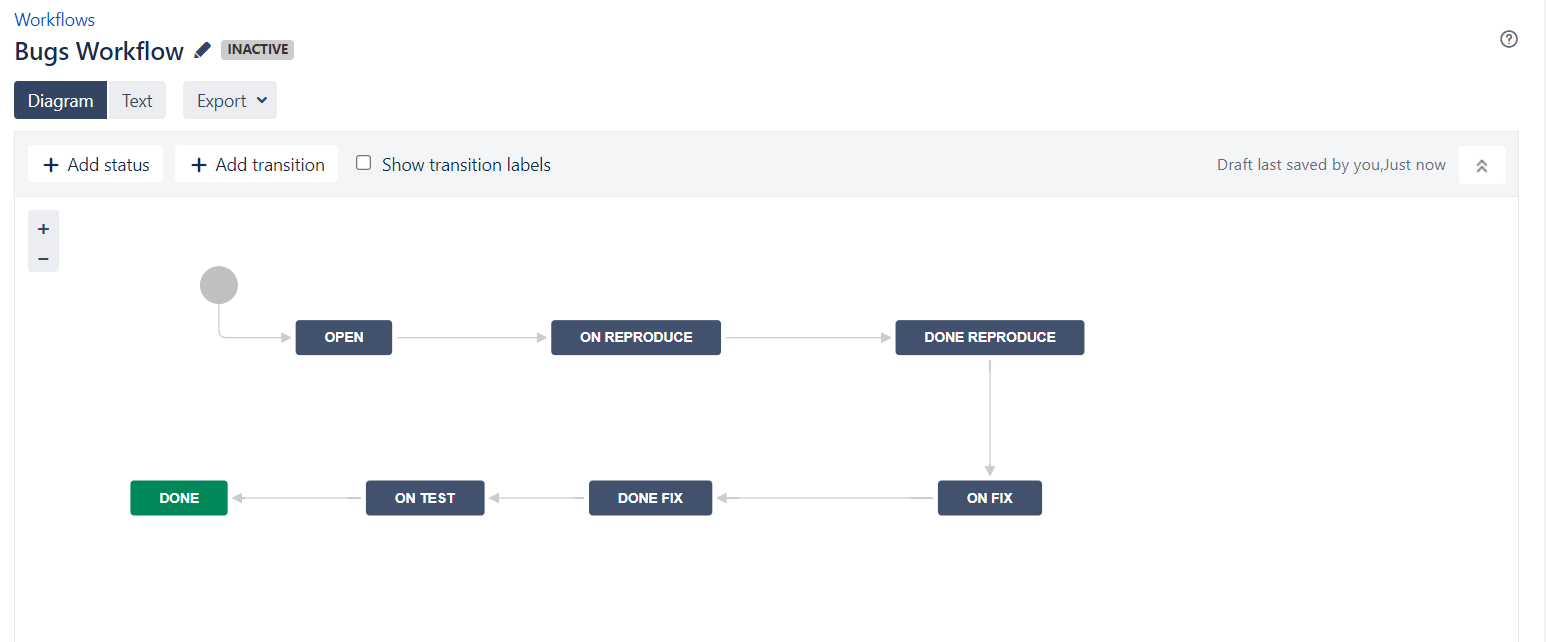 Workflows
Bugs Workflow INACTIVE
Diagram Text Export
+ Add status + Add transition Show transition labels Draft last saved by you,Just now
+
−
OPEN ON REPRODUCE DONE REPRODUCE
DONE ON TEST DONE FIX ON FIX